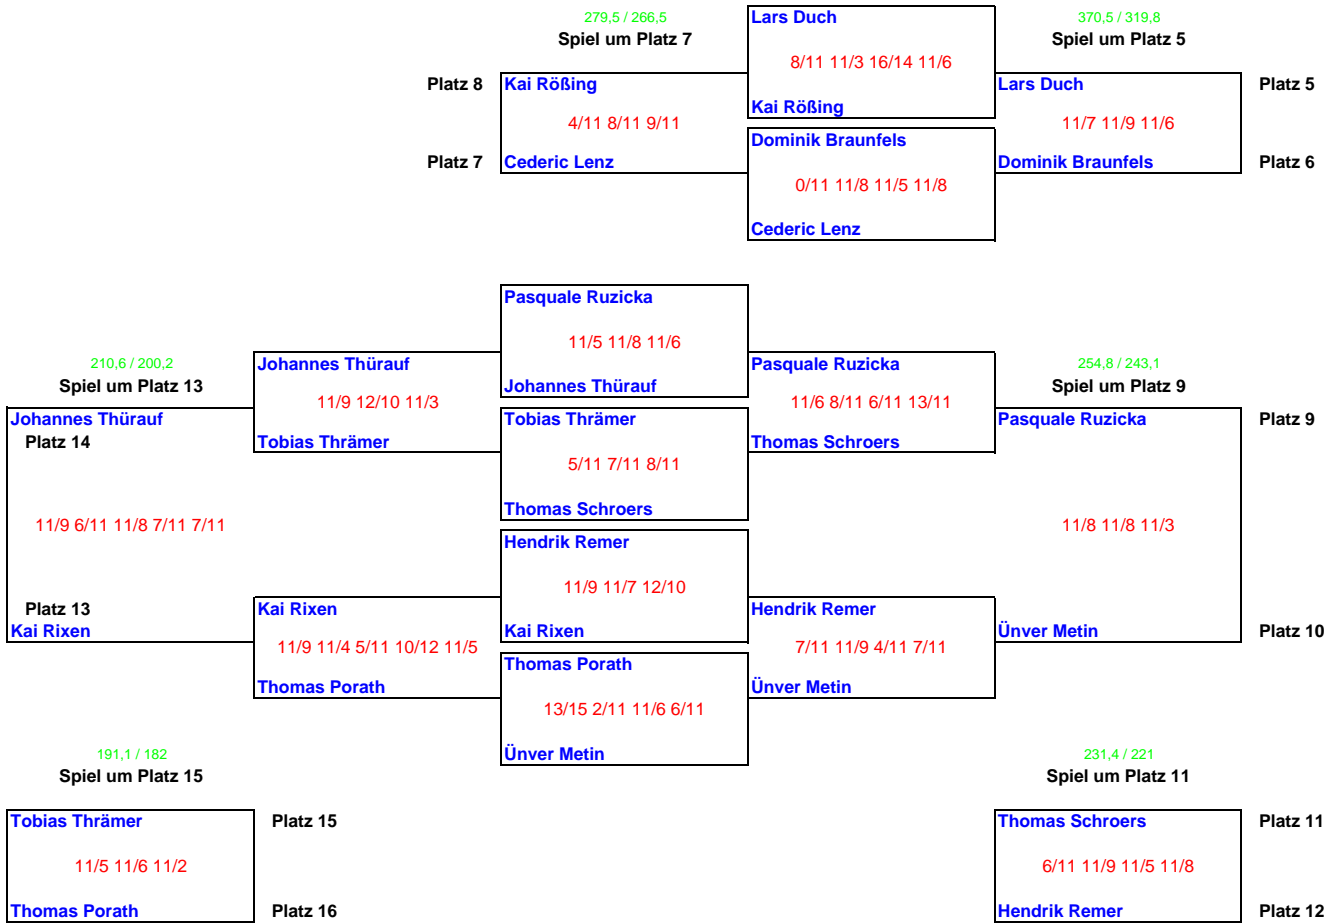 279,5 / 266,5
Spiel um Platz 7
Lars Duch
370,5 / 319,8
Spiel um Platz 5
8/11 11/3 16/14 11/6
Platz 8
Kai Rößing
Kai Rößing
Lars Duch
Platz 5
4/11 8/11 9/11
11/7 11/9 11/6
Platz 7
Cederic Lenz
Dominik Braunfels
Dominik Braunfels
Platz 6
0/11 11/8 11/5 11/8
Cederic Lenz
Pasquale Ruzicka
11/5 11/8 11/6
Johannes Thürauf
210,6 / 200,2
Spiel um Platz 13
Johannes Thürauf
Pasquale Ruzicka
254,8 / 243,1
Spiel um Platz 9
11/9 12/10 11/3
11/6 8/11 6/11 13/11
Johannes Thürauf
Platz 14
Tobias Thrämer
Tobias Thrämer
Thomas Schroers
Pasquale Ruzicka
Platz 9
5/11 7/11 8/11
Thomas Schroers
11/9 6/11 11/8 7/11 7/11
11/8 11/8 11/3
Hendrik Remer
11/9 11/7 12/10
Kai Rixen
Platz 13
Kai Rixen
Kai Rixen
Hendrik Remer
Ünver Metin
Platz 10
11/9 11/4 5/11 10/12 11/5
7/11 11/9 4/11 7/11
Thomas Porath
Thomas Porath
Ünver Metin
13/15 2/11 11/6 6/11
Ünver Metin
191,1 / 182
Spiel um Platz 15
231,4 / 221
Spiel um Platz 11
Tobias Thrämer
Platz 15
Thomas Schroers
Platz 11
11/5 11/6 11/2
6/11 11/9 11/5 11/8
Thomas Porath
Platz 16
Hendrik Remer
Platz 12